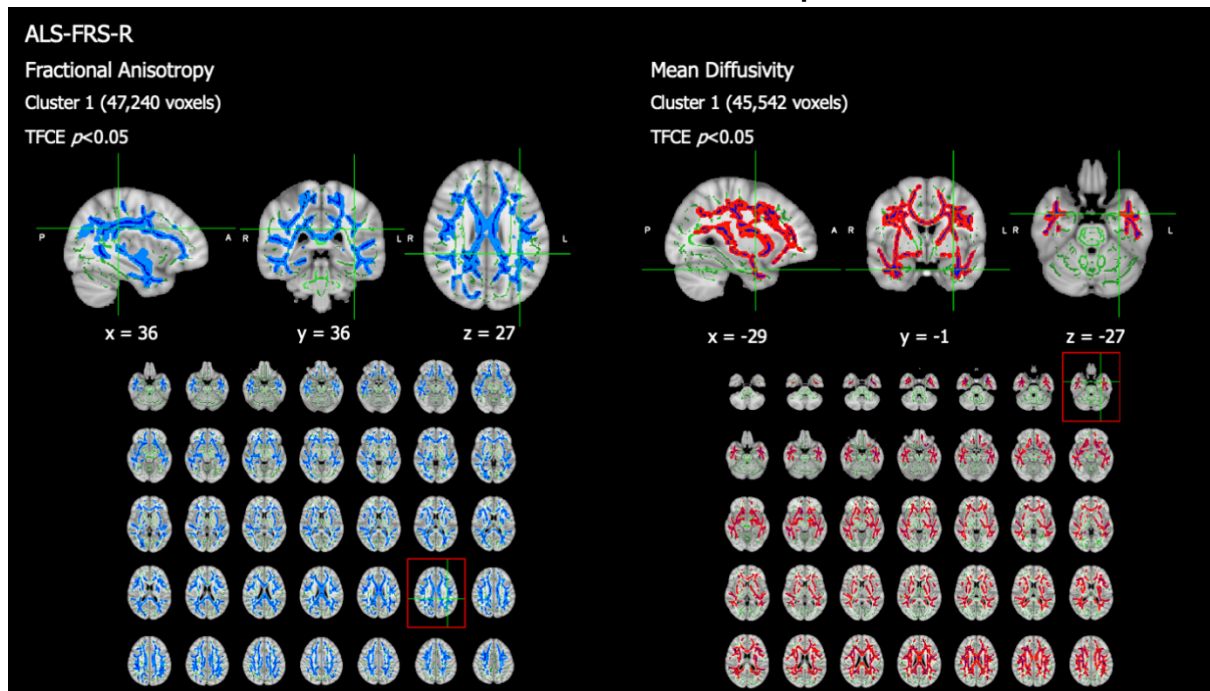 ALS-FRS-R
Fractional Anisotropy
Cluster 1 (47,240 voxels)
TFCE p<0.05
P A R L R L
x = 36 y = 36 z = 27
Mean Diffusivity
Cluster 1 (45,542 voxels)
TFCE p<0.05
P A R L R L
x = -29 y = -1 z = -27